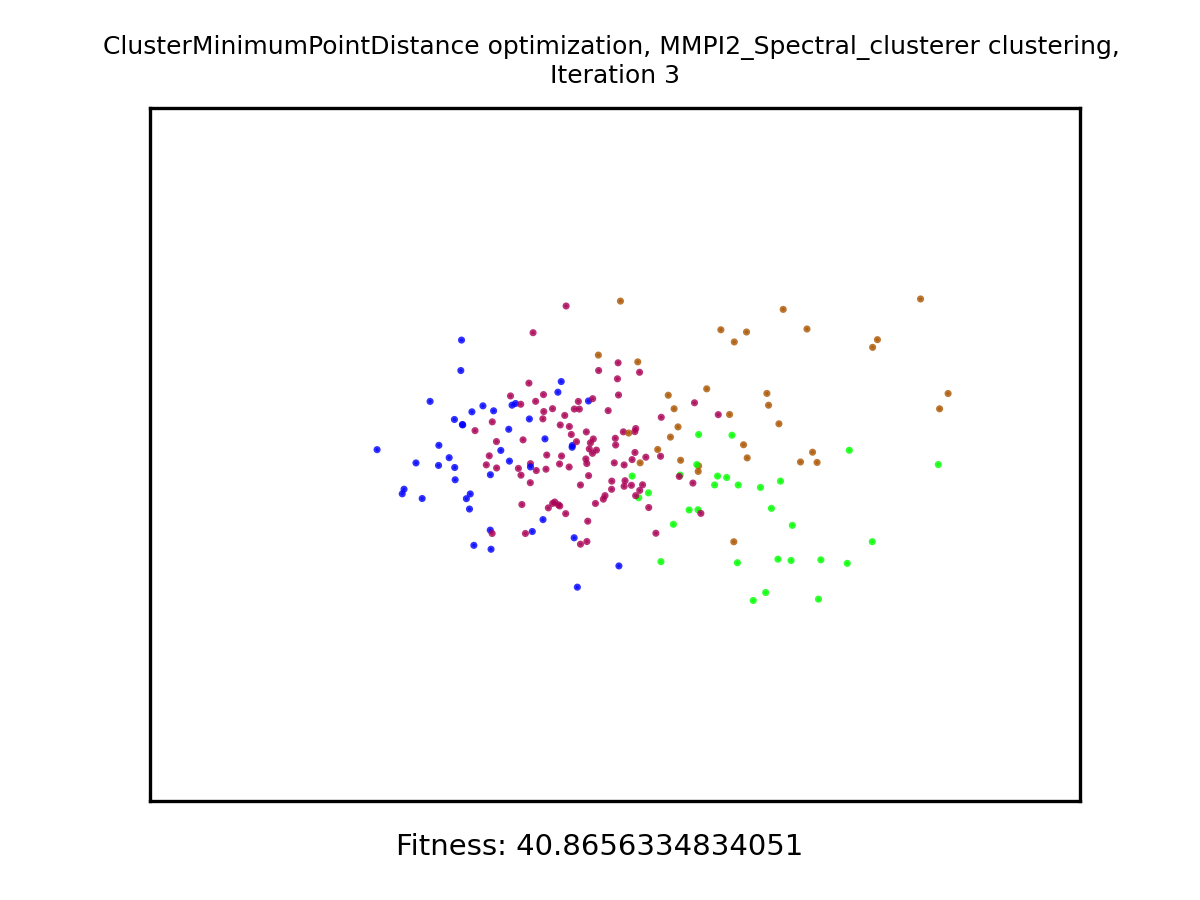 ClusterMinimumPointDistance optimization, MMPI2_Spectral_clusterer clustering,
Iteration 3
Fitness: 40.8656334834051